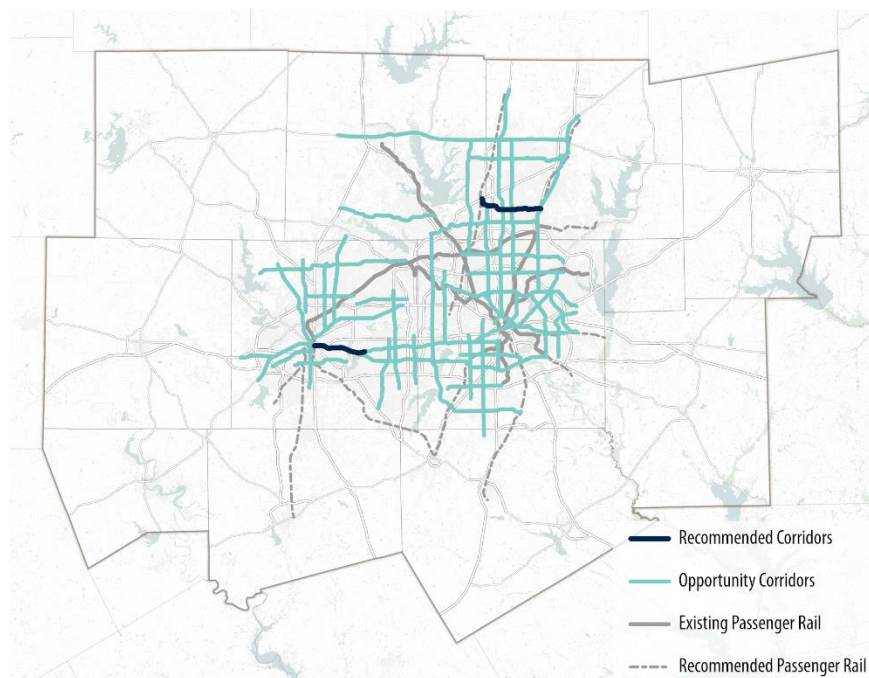 Recommended Corridors
Opportunity Corridors
Existing Passenger Rail
Recommended Passenger Rail